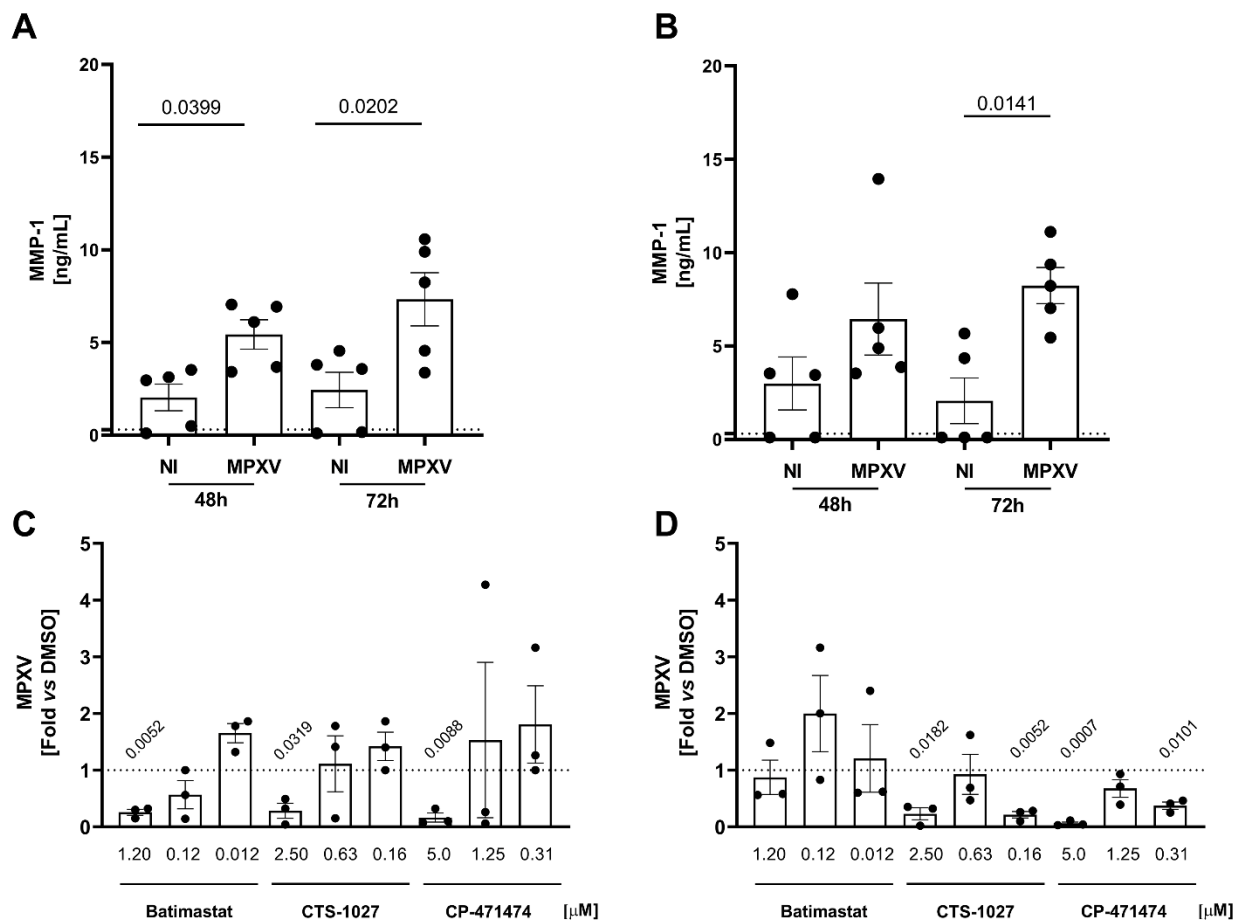 A
B
20
15
10
5
0
MMP-1
[ng/mL]
0.0399
0.0202
NI
MPXV
NI
MPXV
48h
72h
20
15
10
5
0
MMP-1
[ng/mL]
0.0141
NI
MPXV
NI
MPXV
48h
72h
C
D
5
4
3
2
1
0
MPXV
[Fold vs DMSO]
0.0052
0.0319
0.0088
1.20 0.12 0.012 2.50 0.63 0.16 5.0 1.25 0.31
Batimastat CTS-1027 CP-471474 [µM]
5
4
3
2
1
0
MPXV
[Fold vs DMSO]
0.0182
0.0052
0.0007
0.0101
1.20 0.12 0.012 2.50 0.63 0.16 5.0 1.25 0.31
Batimastat CTS-1027 CP-471474 [µM]